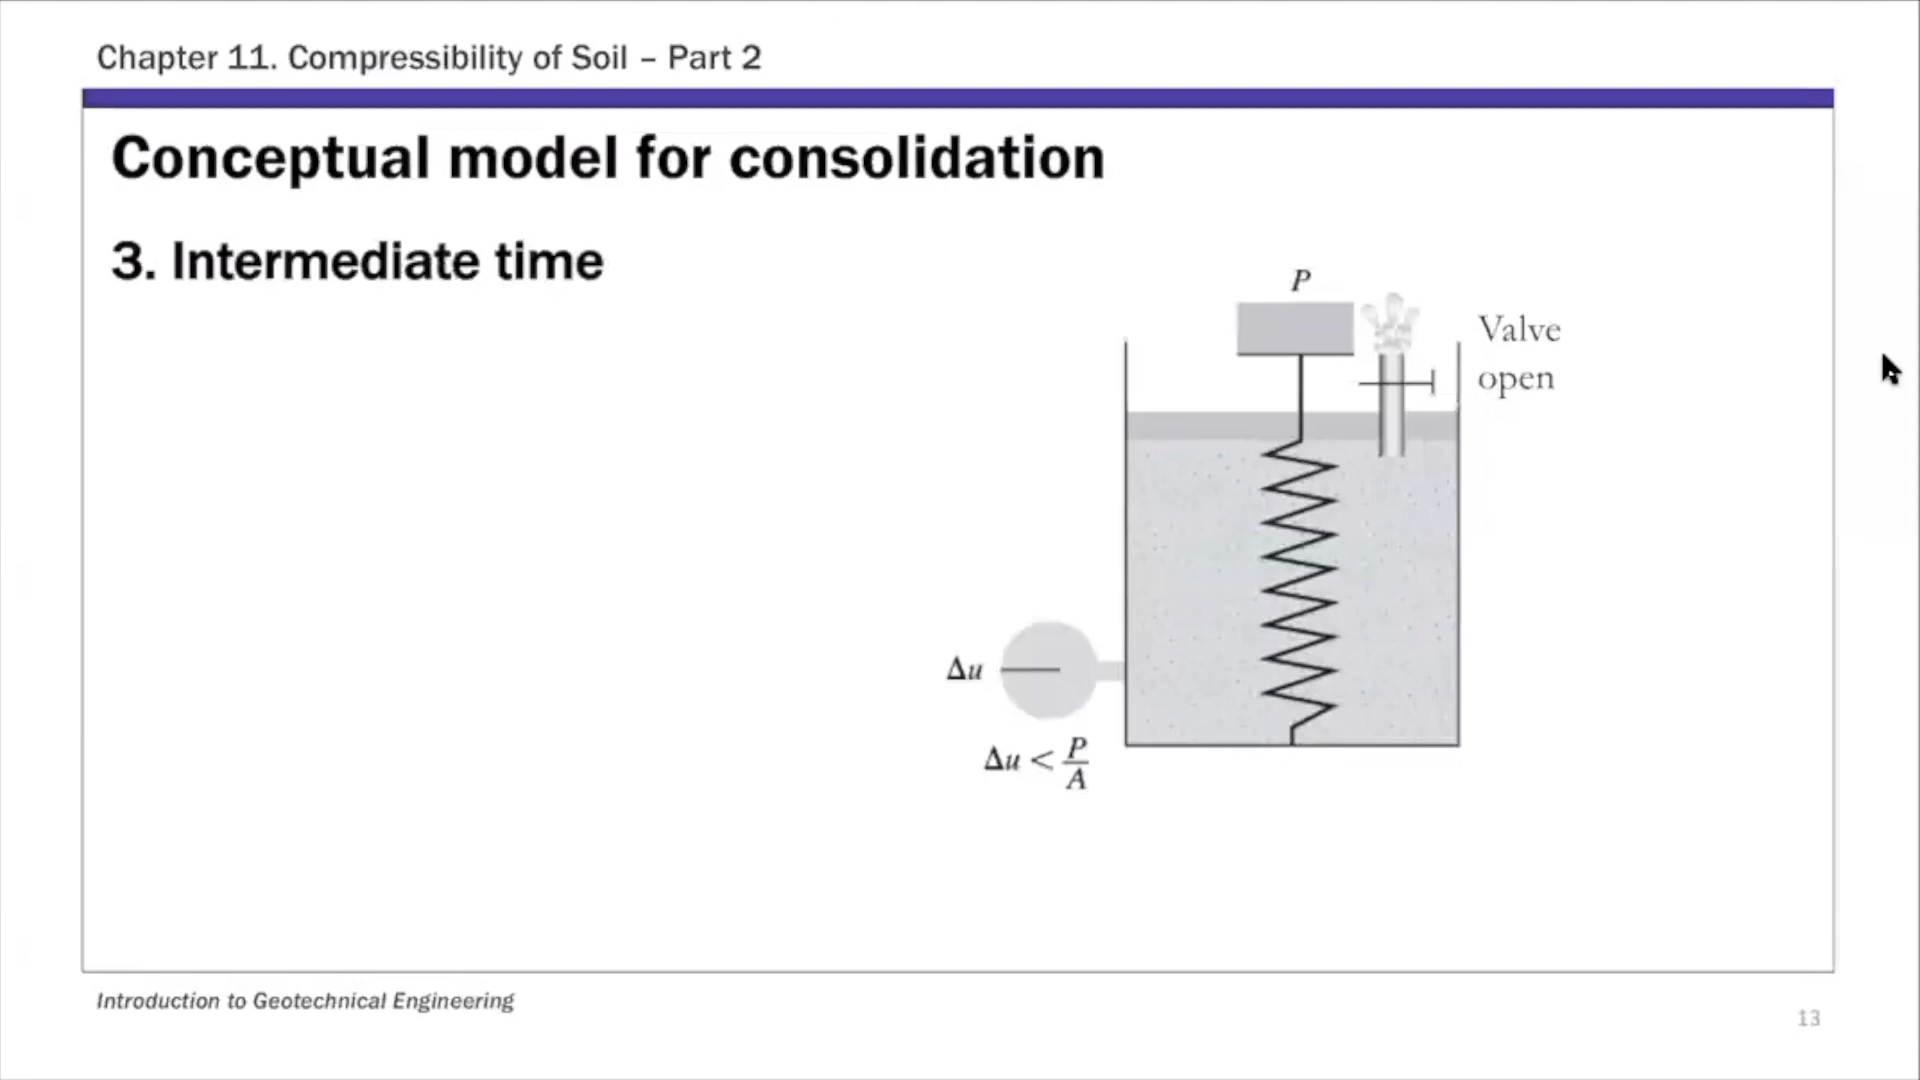 Chapter 11. Compressibility of Soil – Part 2
Conceptual model for consolidation
3. Intermediate time
P
Valve
open
Δu
Δu < P/A
Introduction to Geotechnical Engineering
13